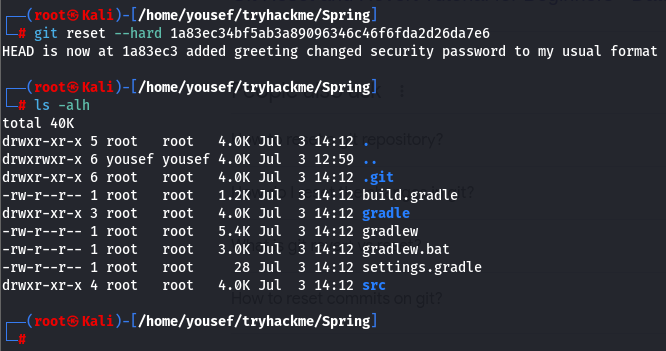 ┌──(root㉿Kali)-[/home/yousef/tryhackme/Spring]
└─# git reset --hard 1a83ec34bf5ab3a89096346c46f6fda2d26da7e6
HEAD is now at 1a83ec3 added greeting changed security password to my usual format
┌──(root㉿Kali)-[/home/yousef/tryhackme/Spring]
└─# ls -alh
total 40K
drwxr-xr-x 5 root   root   4.0K Jul  3 14:12 .
drwxrwxr-x 6 yousef yousef 4.0K Jul  3 12:59 ..
drwxr-xr-x 6 root   root   4.0K Jul  3 14:12 .git
-rw-r--r-- 1 root   root   1.2K Jul  3 14:12 build.gradle
drwxr-xr-x 3 root   root   4.0K Jul  3 14:12 gradle
-rw-r--r-- 1 root   root   5.4K Jul  3 14:12 gradlew
-rw-r--r-- 1 root   root   3.0K Jul  3 14:12 gradlew.bat
-rw-r--r-- 1 root   root     28 Jul  3 14:12 settings.gradle
drwxr-xr-x 4 root   root   4.0K Jul  3 14:12 src
How to reset commits on git?
┌──(root㉿Kali)-[/home/yousef/tryhackme/Spring]
└─#